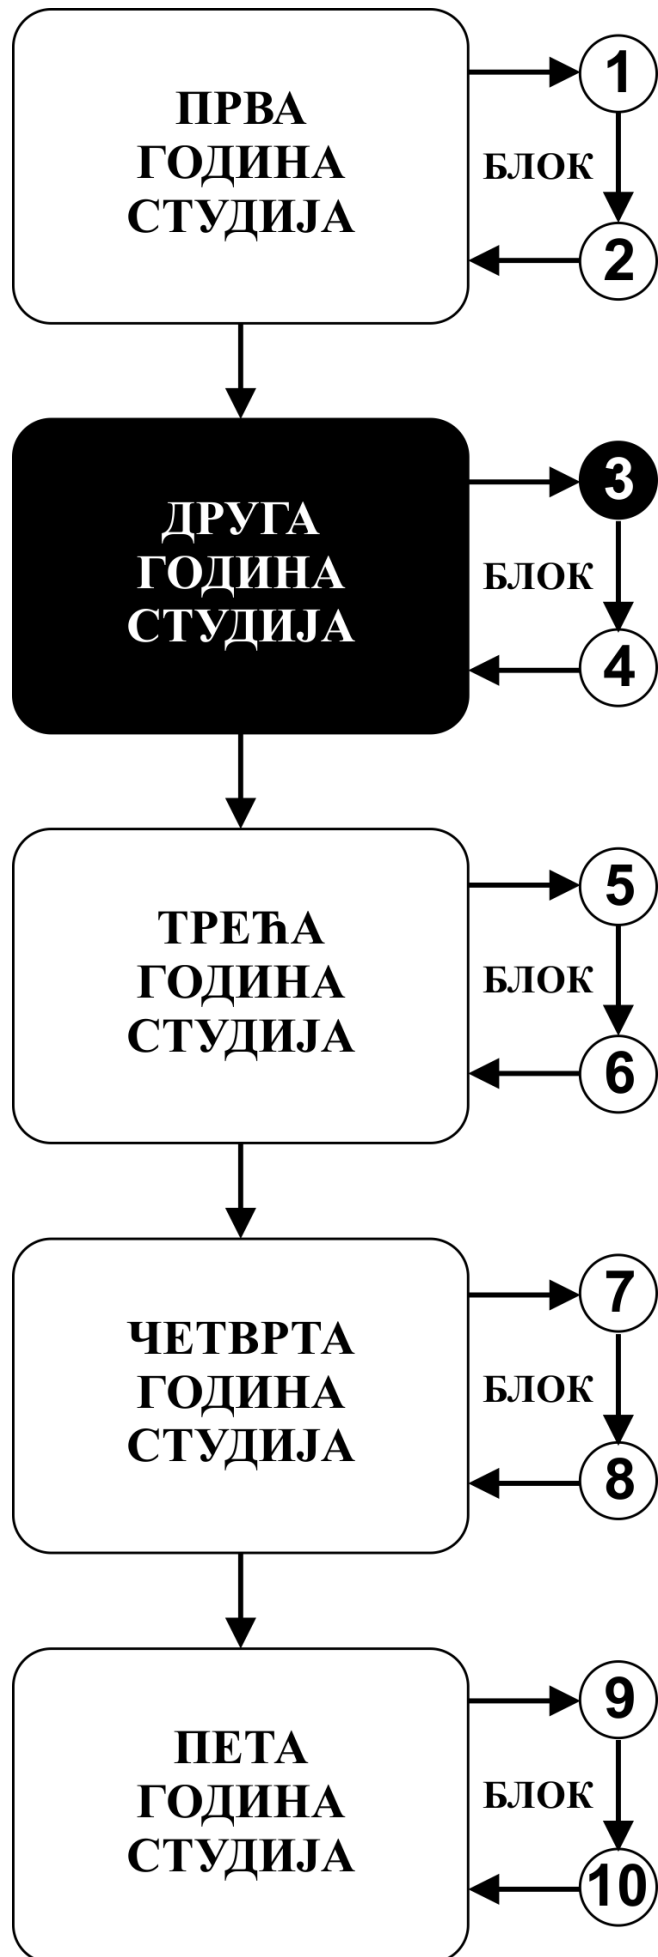 ПРВА
ГОДИНА
СТУДИЈА
1
БЛОК
2
ДРУГА
ГОДИНА
СТУДИЈА
3
БЛОК
4
ТРЕЋА
ГОДИНА
СТУДИЈА
5
БЛОК
6
ЧЕТВРТА
ГОДИНА
СТУДИЈА
7
БЛОК
8
ПЕТА
ГОДИНА
СТУДИЈА
9
БЛОК
10